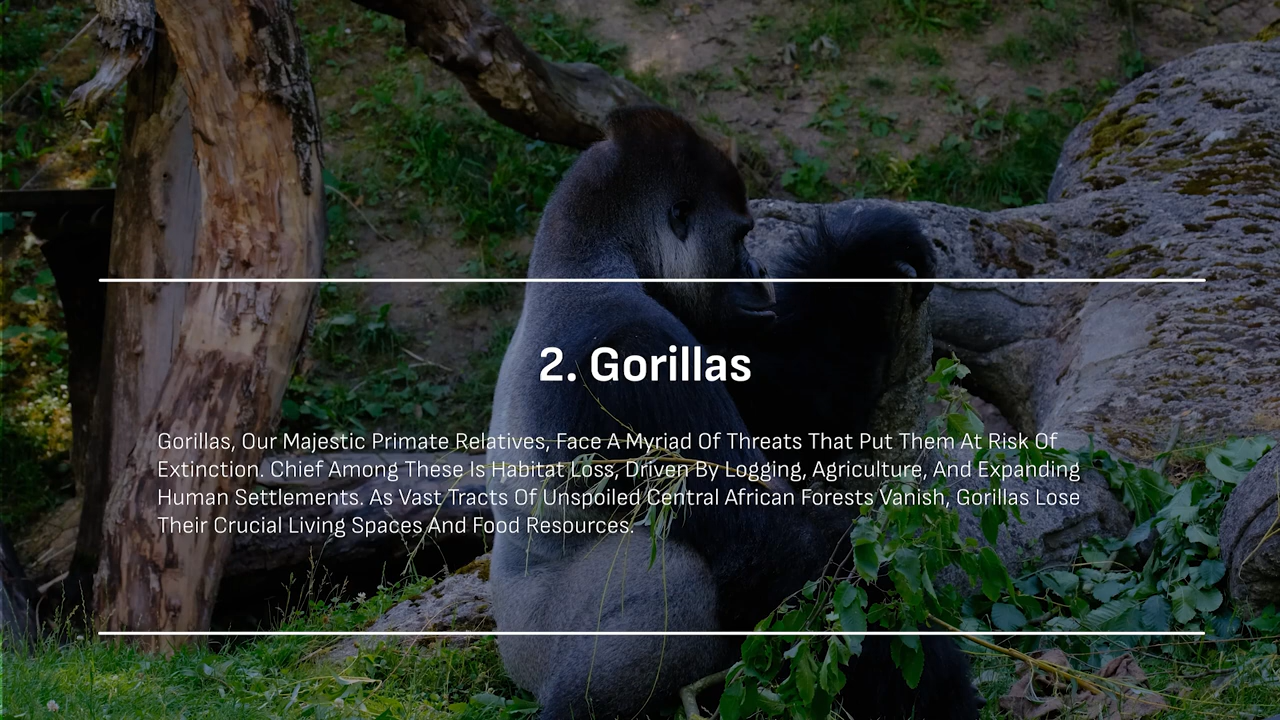 2. Gorillas
Gorillas, Our Majestic Primate Relatives, Face A Myriad Of Threats That Put Them At Risk Of
Extinction. Chief Among These Is Habitat Loss, Driven By Logging, Agriculture, And Expanding
Human Settlements. As Vast Tracts Of Unspoiled Central African Forests Vanish, Gorillas Lose
Their Crucial Living Spaces And Food Resources.